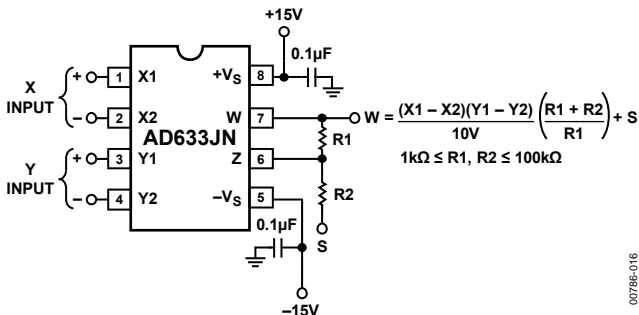 +15V
0.1µF
X
INPUT
+
1 X1
+VS 8
–
2 X2
W 7
W = (X1 – X2)(Y1 – Y2) / 10V (R1 + R2 / R1) + S
R1
1kΩ ≤ R1, R2 ≤ 100kΩ
AD633JN
Y
INPUT
+
3 Y1
Z 6
–
4 Y2
–VS 5
R2
0.1µF
S
–15V
00786-016